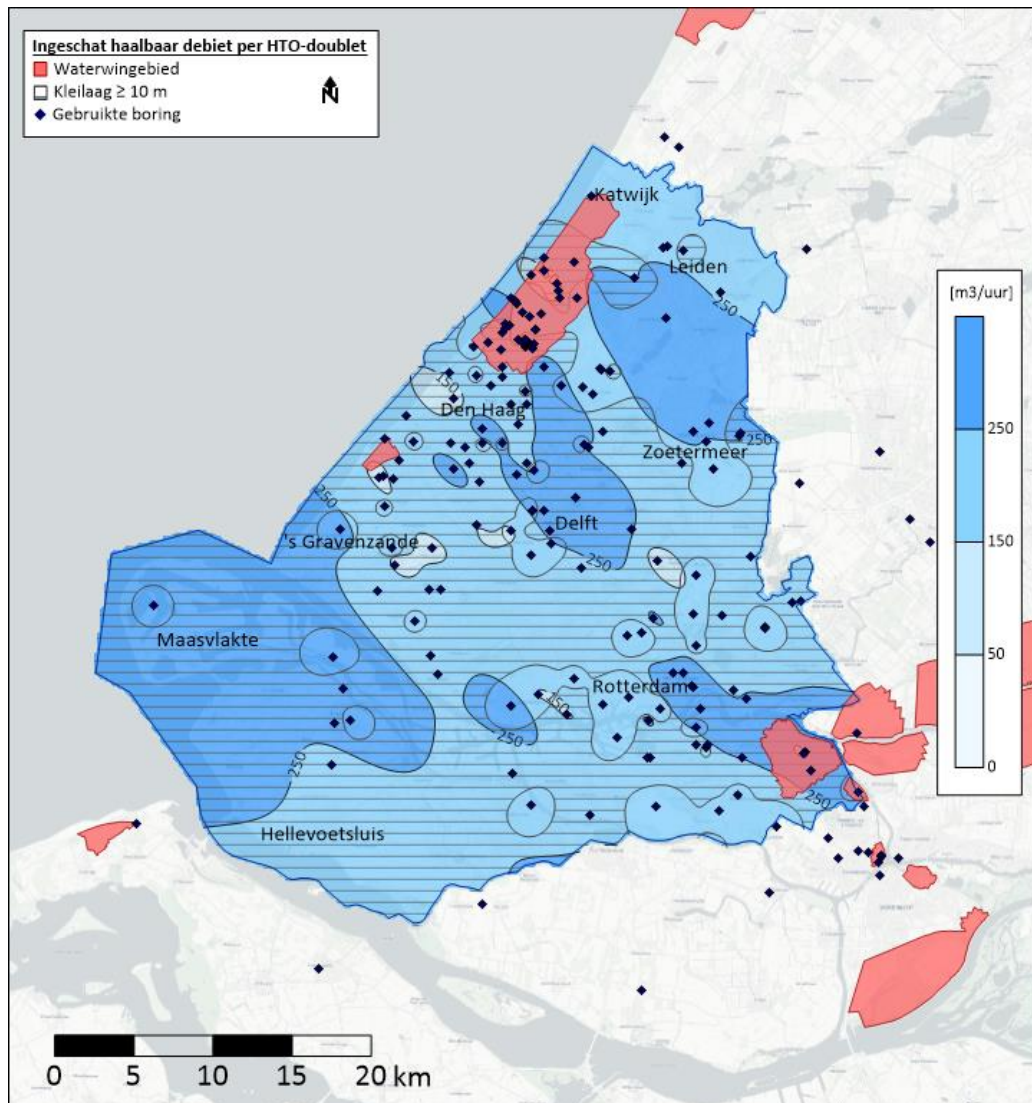 Ingeschat haalbaar debiet per HTO-doublet
Waterwingebied
Kleilaag ≥ 10 m
Gebruikte boring
N
Katwijk
Leiden
250
[m3/uur]
150
Den Haag
250
Zoetermeer
250
250
's Gravenzande
Delft
250
150
Maasvlakte
50
Rotterdam
150
250
250
250
0
Hellevoetsluis
0 5 10 15 20 km